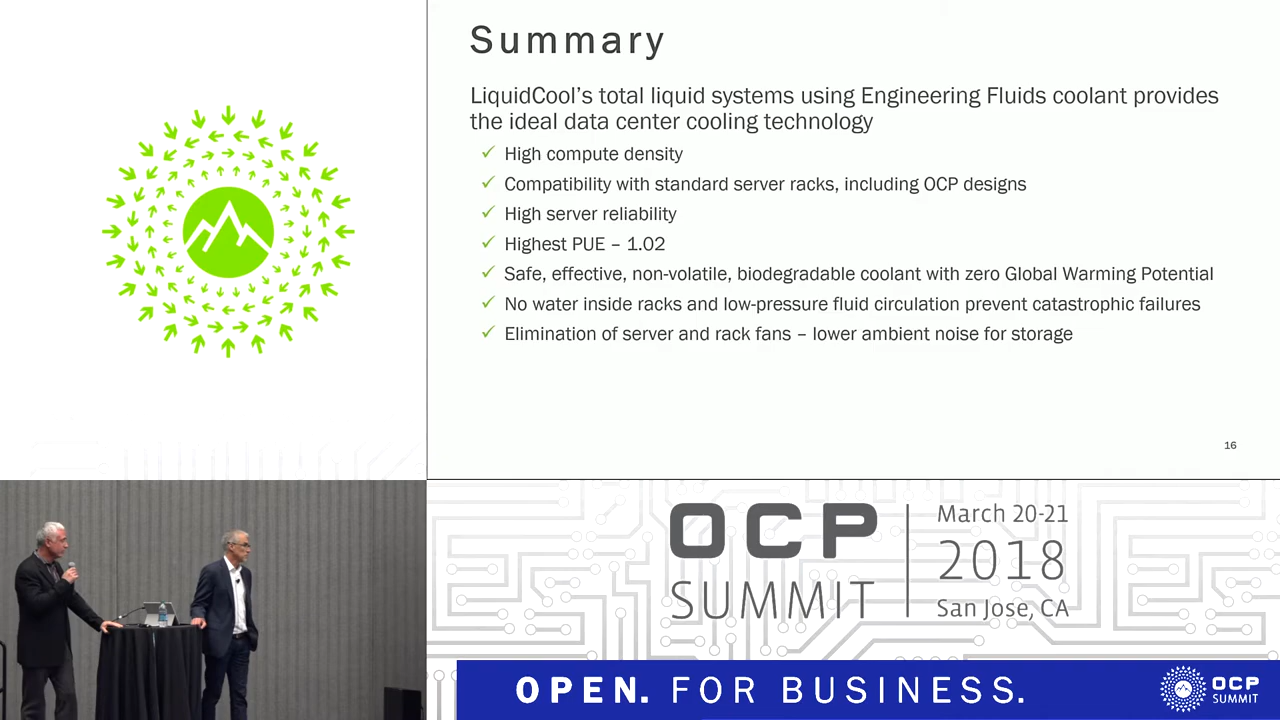 Summary
LiquidCool's total liquid systems using Engineering Fluids coolant provides
the ideal data center cooling technology
✓ High compute density
✓ Compatibility with standard server racks, including OCP designs
✓ High server reliability
✓ Highest PUE – 1.02
✓ Safe, effective, non-volatile, biodegradable coolant with zero Global Warming Potential
✓ No water inside racks and low-pressure fluid circulation prevent catastrophic failures
✓ Elimination of server and rack fans – lower ambient noise for storage
16
OCP
SUMMIT
March 20-21
2018
San Jose, CA
OPEN. FOR BUSINESS.
OCP
SUMMIT